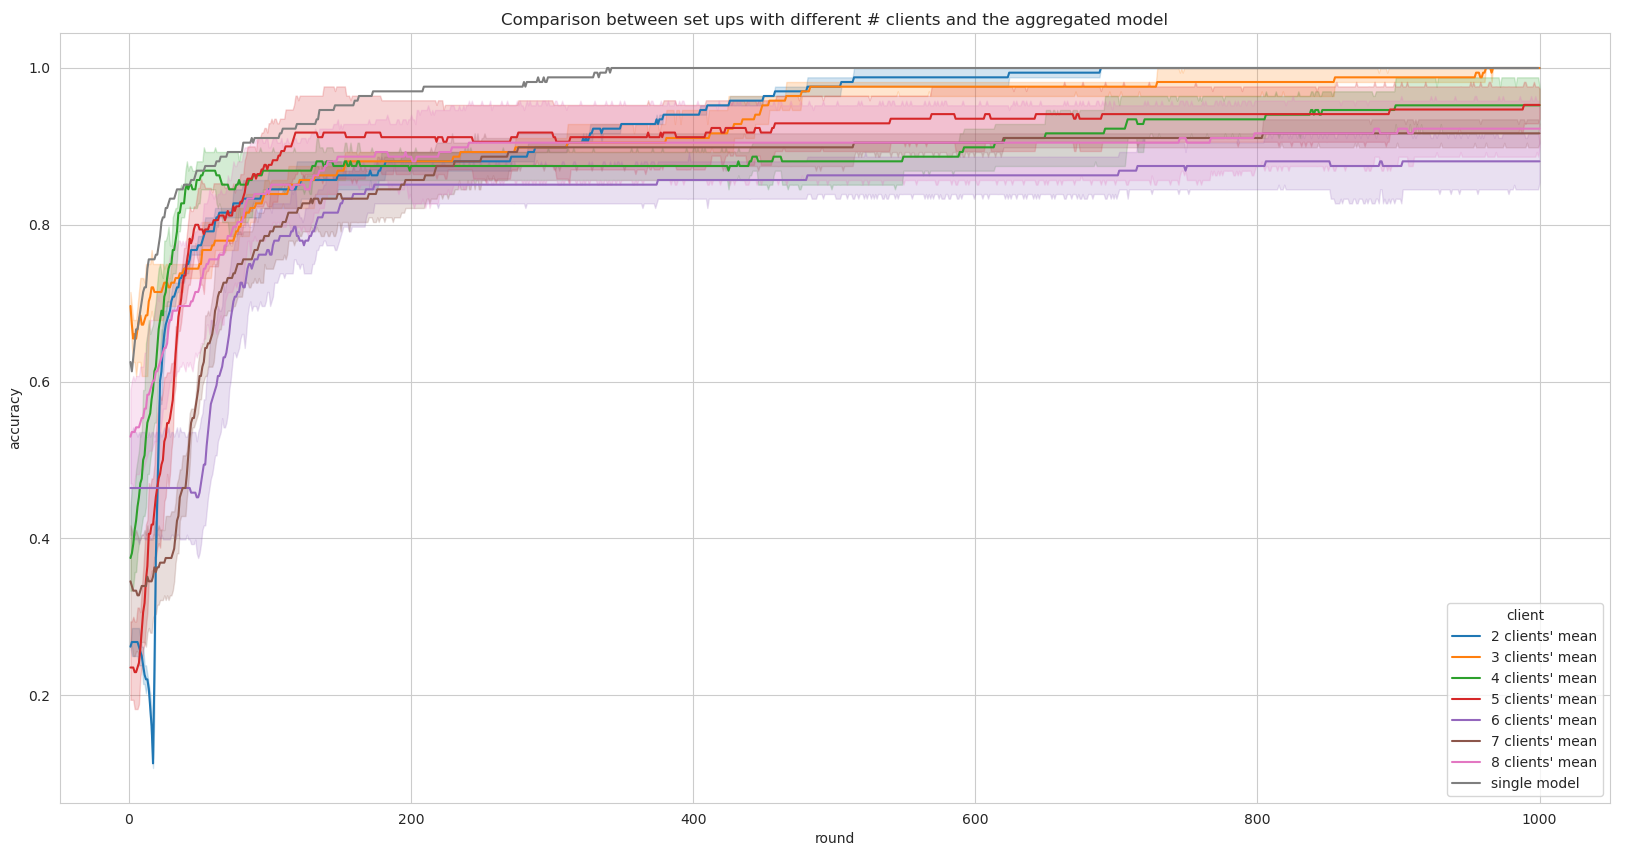 Comparison between set ups with different # clients and the aggregated model
1.0
0.8
0.6
0.4
0.2
accuracy
0
200
400
600
800
1000
round
client
2 clients' mean
3 clients' mean
4 clients' mean
5 clients' mean
6 clients' mean
7 clients' mean
8 clients' mean
single model